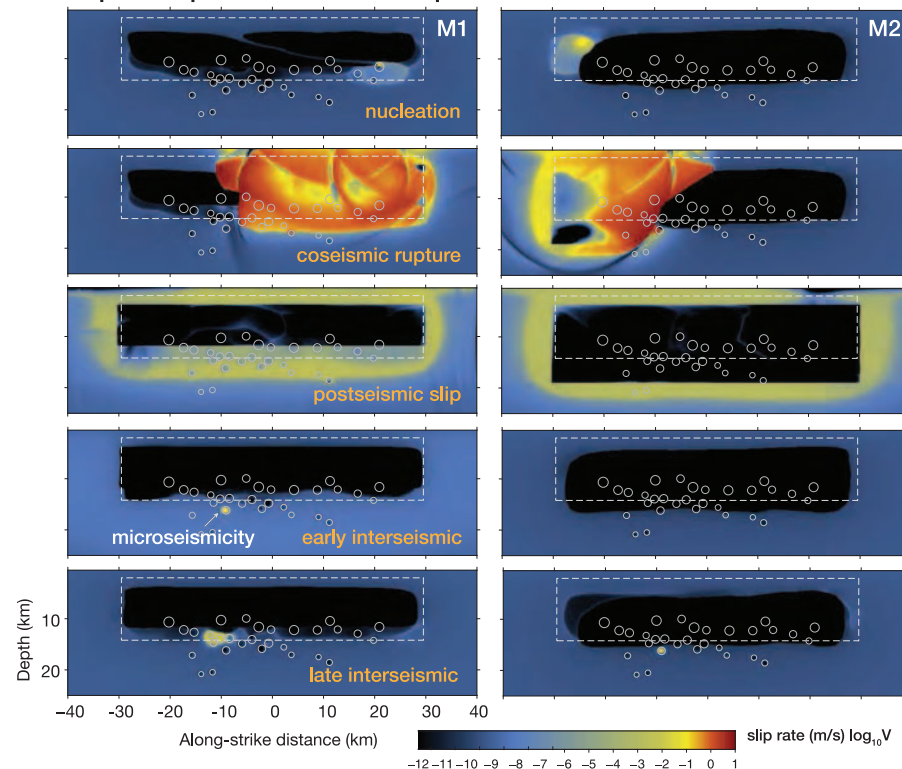 M1
M2
nucleation
coseismic rupture
postseismic slip
microseismicity
early interseismic
late interseismic
Depth (km)
10
20
−40 −30 −20 −10 0 10 20 30 40
Along-strike distance (km)
slip rate (m/s) log10V
−12 −11 −10 −9 −8 −7 −6 −5 −4 −3 −2 −1 0 1